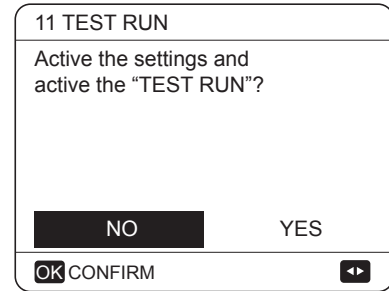 11 TEST RUN
Active the settings and
active the “TEST RUN”?
NO YES
OK CONFIRM